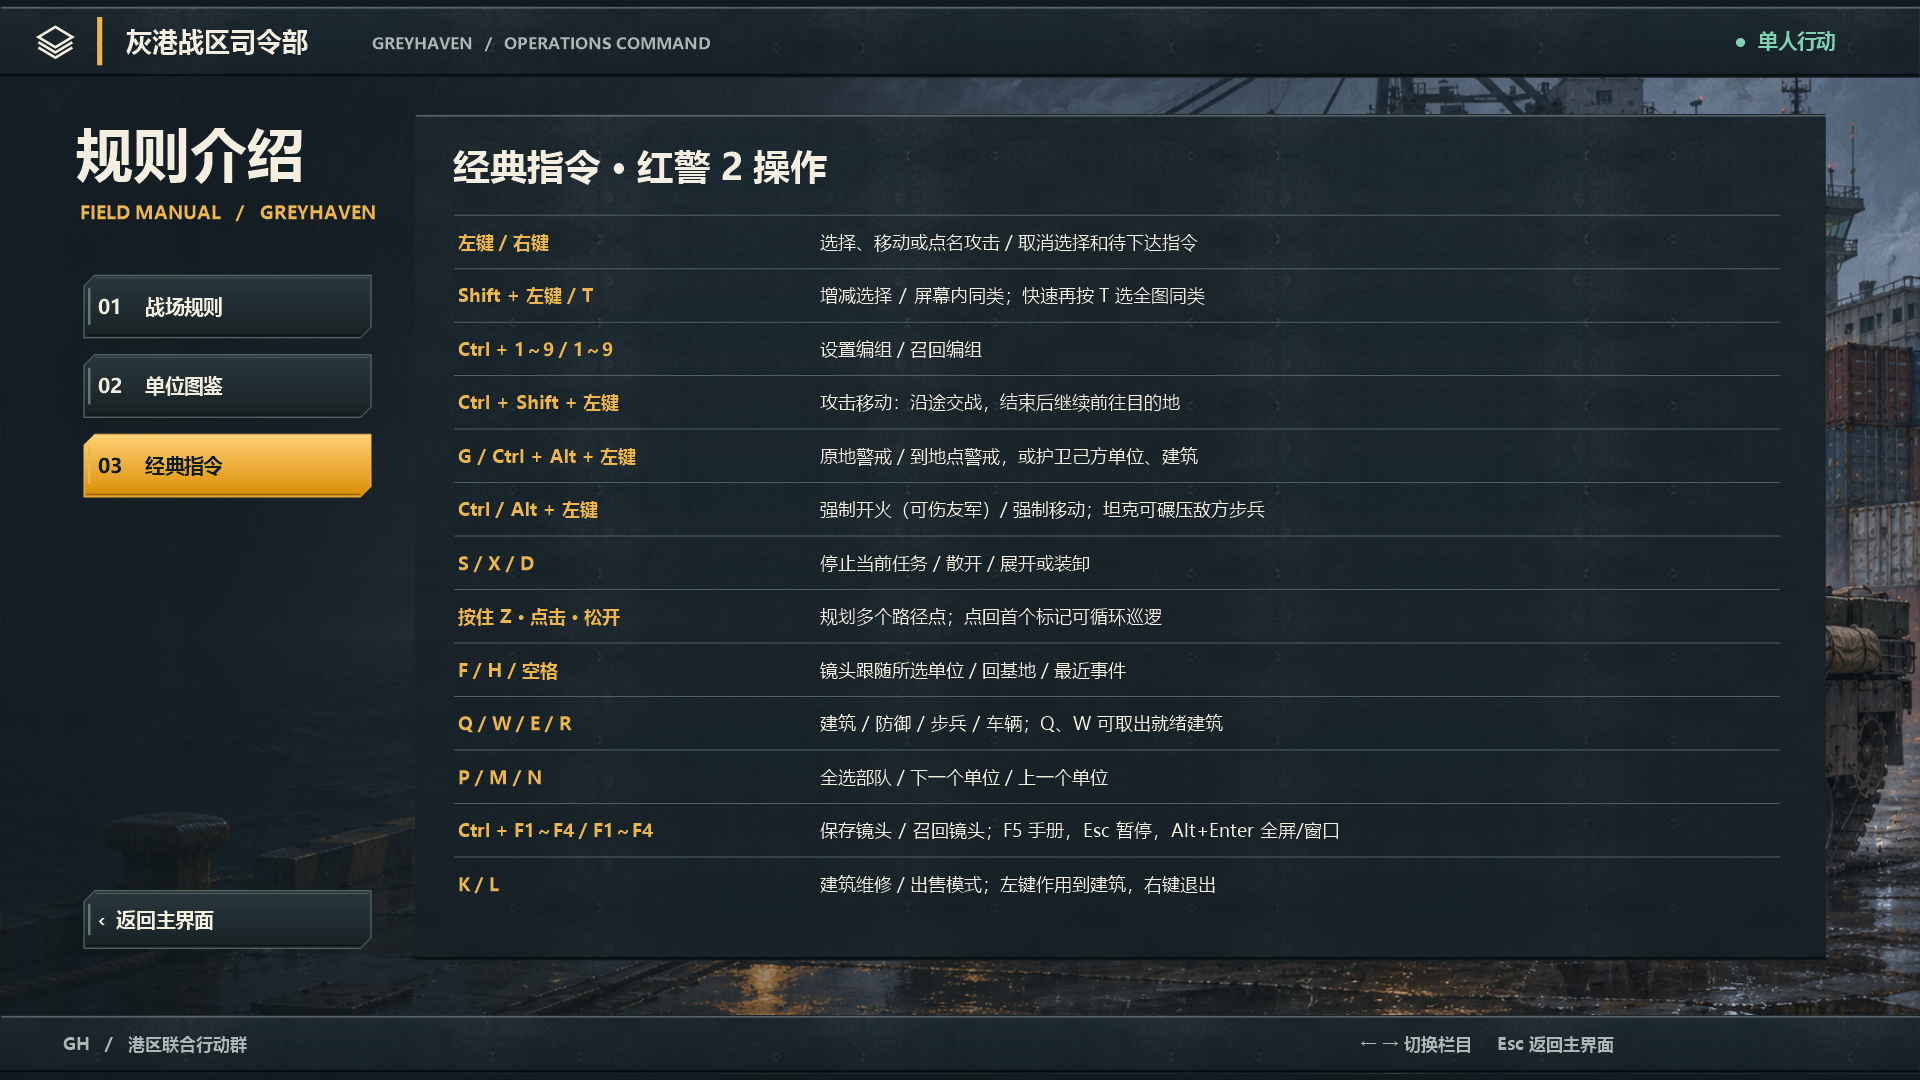 灰港战区司令部
GREYHAVEN / OPERATIONS COMMAND
单人行动
规则介绍
FIELD MANUAL / GREYHAVEN
01 战场规则
02 单位图鉴
03 经典指令
‹ 返回主界面
经典指令 • 红警 2 操作
左键 / 右键 选择、移动或点名攻击 / 取消选择和待下达指令
Shift + 左键 / T 增减选择 / 屏幕内同类；快速再按 T 选全图同类
Ctrl + 1~9 / 1~9 设置编组 / 召回编组
Ctrl + Shift + 左键 攻击移动：沿途交战，结束后继续前往目的地
G / Ctrl + Alt + 左键 原地警戒 / 到地点警戒，或护卫己方单位、建筑
Ctrl / Alt + 左键 强制开火（可伤友军）/ 强制移动；坦克可碾压敌方步兵
S / X / D 停止当前任务 / 散开 / 展开或装卸
按住 Z • 点击 • 松开 规划多个路径点；点回首个标记可循环巡逻
F / H / 空格 镜头跟随所选单位 / 回基地 / 最近事件
Q / W / E / R 建筑 / 防御 / 步兵 / 车辆；Q、W 可取出就绪建筑
P / M / N 全选部队 / 下一个单位 / 上一个单位
Ctrl + F1~F4 / F1~F4 保存镜头 / 召回镜头；F5 手册，Esc 暂停，Alt+Enter 全屏/窗口
K / L 建筑维修 / 出售模式；左键作用到建筑，右键退出
GH / 港区联合行动群
←→ 切换栏目 Esc 返回主界面